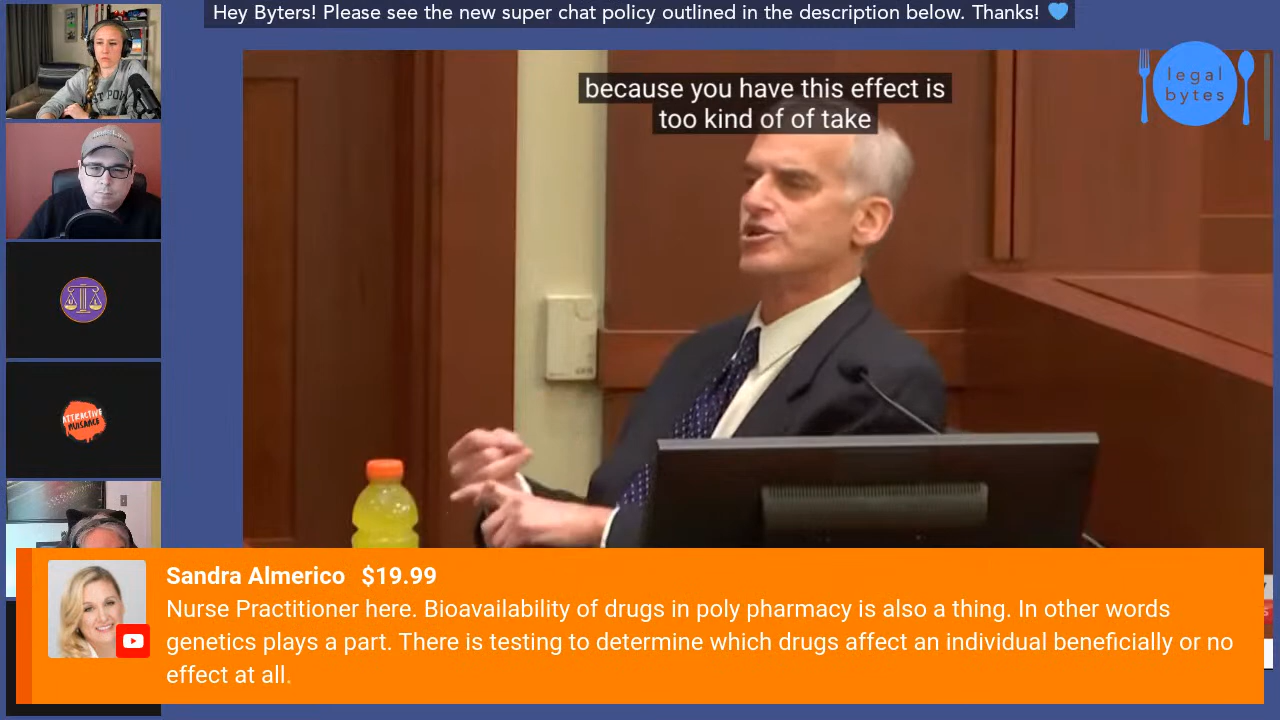 Hey Byters! Please see the new super chat policy outlined in the description below. Thanks! 💙
legal
bytes
because you have this effect is
too kind of of take
ATTRACTIVE
NUISANCE
Sandra Almerico $19.99
Nurse Practitioner here. Bioavailability of drugs in poly pharmacy is also a thing. In other words
genetics plays a part. There is testing to determine which drugs affect an individual beneficially or no
effect at all.